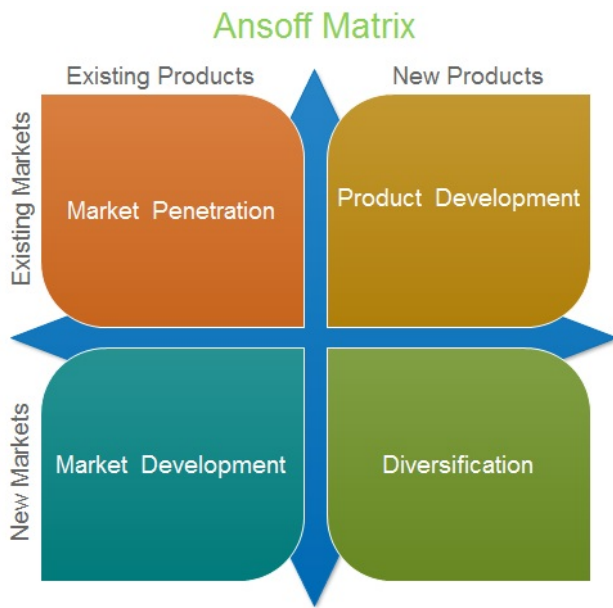 Ansoff Matrix
Existing Products
New Products
Existing Markets
Market Penetration
Product Development
New Markets
Market Development
Diversification